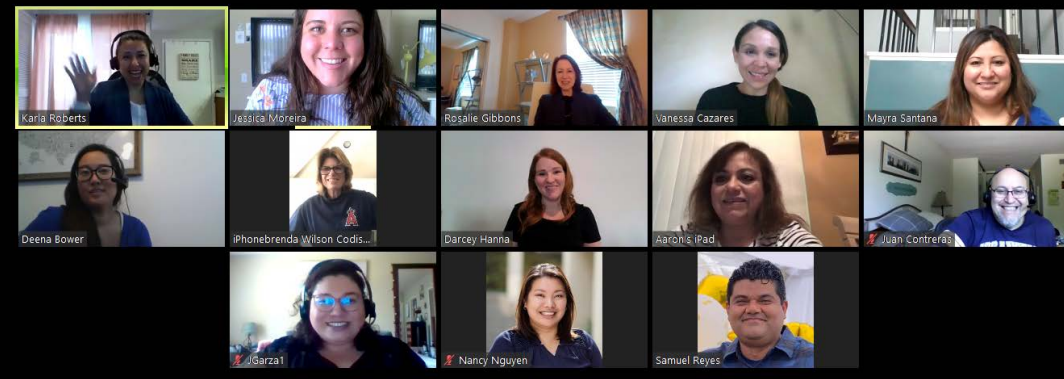 Karla Roberts
Jessica Moreira
Rosalie Gibbons
Vanessa Cazares
Mayra Santana
Deena Bower
iPhonebrenda Wilson Codis...
Darcey Hanna
Aaron's iPad
Juan Contreras
JGarza1
Nancy Nguyen
Samuel Reyes